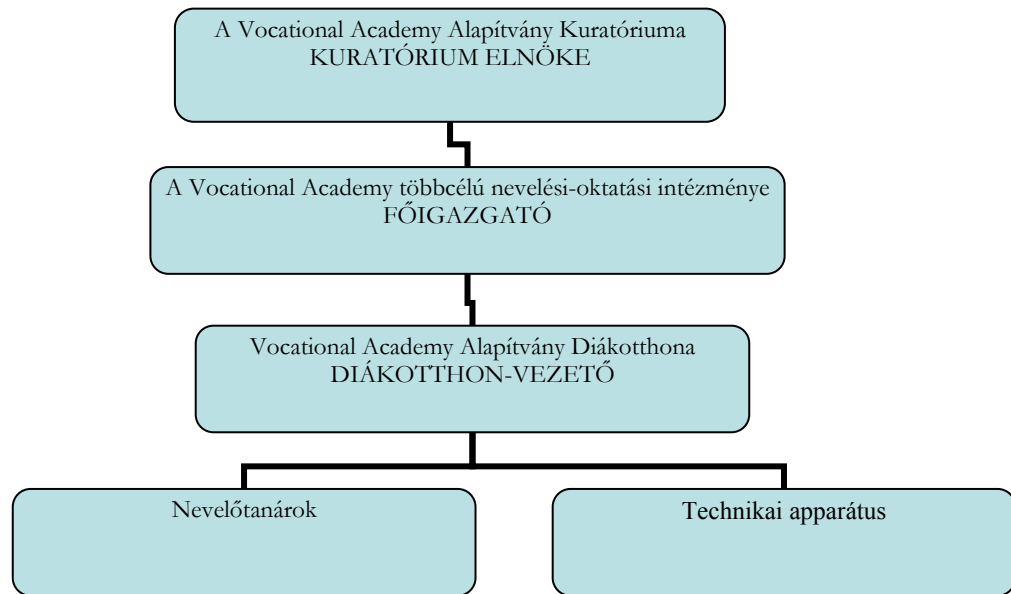 A Vocational Academy Alapítvány Kuratóriuma
KURATÓRIUM ELNÖKE
A Vocational Academy többcélú nevelési-oktatási intézménye
FŐIGAZGATÓ
Vocational Academy Alapítvány Diákotthona
DIÁKOTTHON-VEZETŐ
Nevelőtanárok
Technikai apparátus